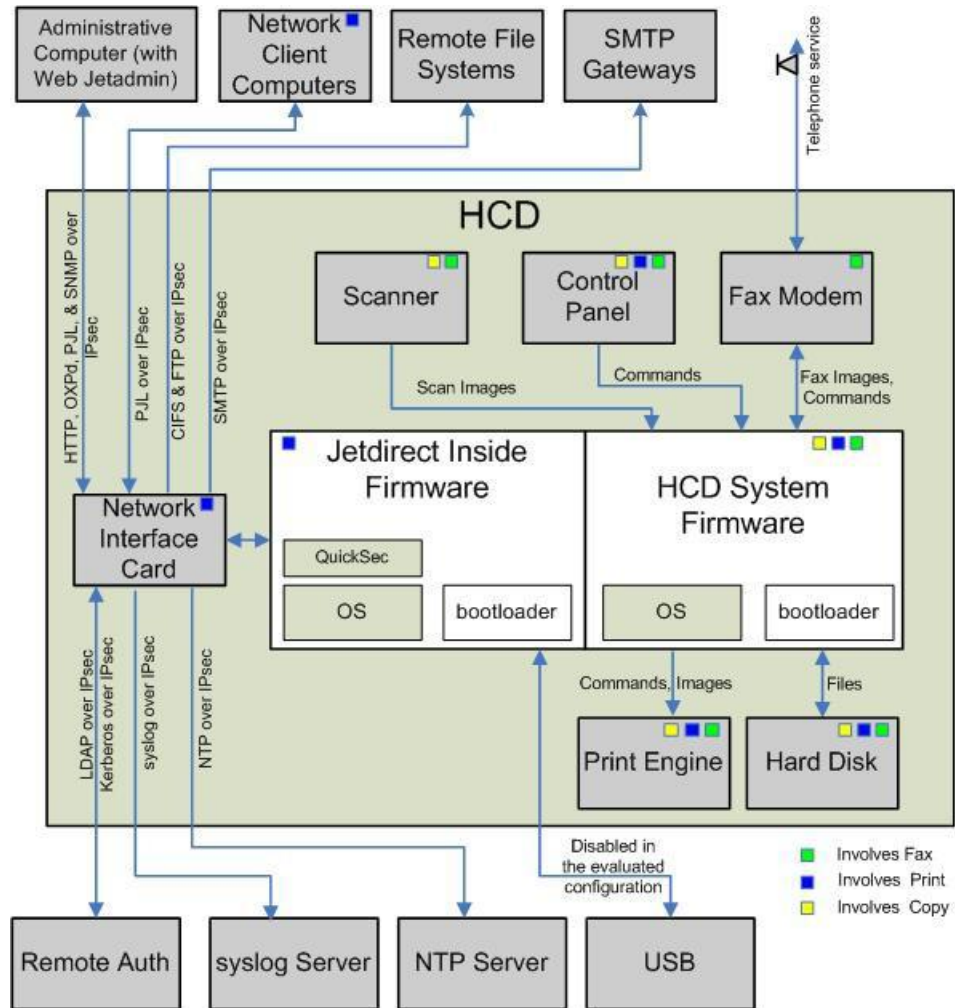 Administrative
Computer (with
Web Jetadmin)
Network
Client
Computers
Remote File
Systems
SMTP
Gateways
Telephone service
HCD
HTTP, OXPd, PJL, & SNMP over
IPsec
PJL over IPsec
CIFS & FTP over IPsec
SMTP over IPsec
Scanner
Control
Panel
Fax Modem
Scan Images
Commands
Fax Images,
Commands
Jetdirect Inside
Firmware
HCD System
Firmware
Network
Interface
Card
QuickSec
OS
bootloader
OS
bootloader
LDAP over IPsec
Kerberos over IPsec
syslog over IPsec
NTP over IPsec
Commands, Images
Files
Print Engine
Hard Disk
Disabled in
the evaluated
configuration
Involves Fax
Involves Print
Involves Copy
Remote Auth
syslog Server
NTP Server
USB